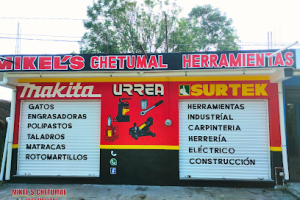 MIKEL'S CHETUMAL HERRAMIENTAS
makita
URREA
SURTEK
GATOS
ENGRASADORAS
POLIPASTOS
TALADROS
MATRACAS
ROTOMARTILLOS
HERRAMIENTAS
INDUSTRIAL
CARPINTERIA
HERRERÍA
ELÉCTRICO
CONSTRUCCIÓN
MIKEL'S CHETUMAL